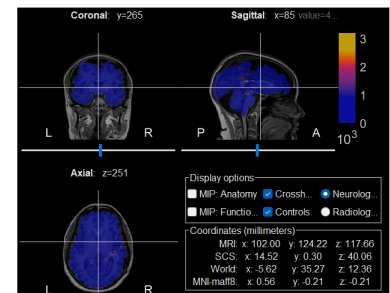 Coronal: y=265
Sagittal: x=85 value=4...
3
2
1
0
10³
L R
P A
Axial: z=251
L R
Display options
MIP: Anatomy Crossh... Neurolog...
MIP: Functio... Controls Radiolog...
Coordinates (millimeters)
MRI: x: 102.00 y: 124.22 z: 117.66
SCS: x: 14.52 y: 0.30 z: 40.06
World: x: -5.62 y: 35.27 z: 12.36
MNI-maff8: x: 0.56 y: -0.21 z: -0.21